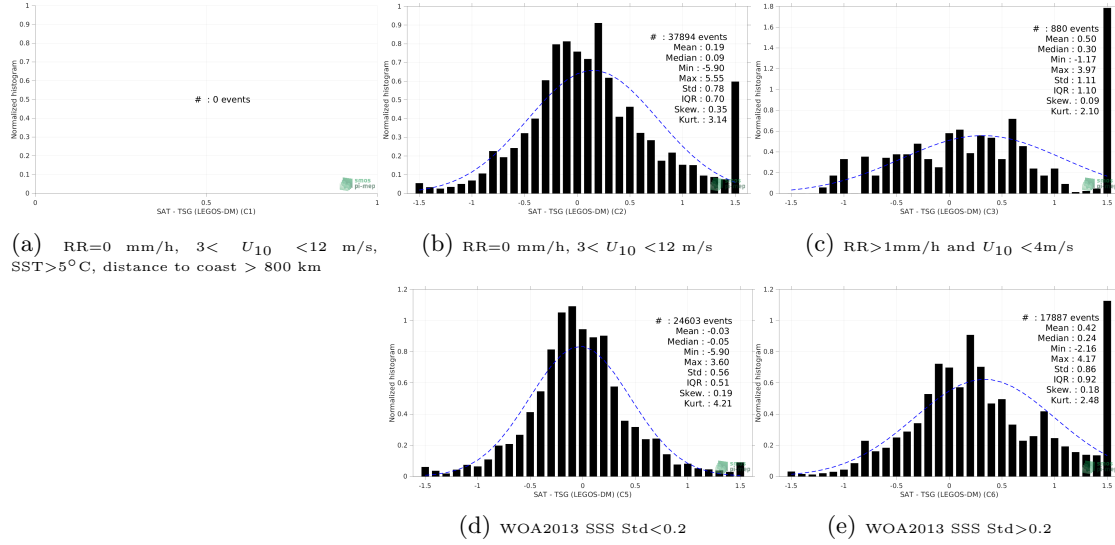 1
0.9
0.8
0.7
0.6
0.5
0.4
0.3
0.2
0.1
0
Normalized histogram
# : 0 events
smos
pi-mep
0 0.5 1
SAT - TSG (LEGOS-DM) (C1)
(a) RR=0 mm/h, 3< U10 <12 m/s,
SST>5°C, distance to coast > 800 km
1
0.9
0.8
0.7
0.6
0.5
0.4
0.3
0.2
0.1
0
Normalized histogram
# : 37894 events
Mean : 0.19
Median : 0.09
Min : -5.90
Max : 5.55
Std : 0.78
IQR : 0.70
Skew. : 0.35
Kurt. : 3.14
smos
pi-mep
-1.5 -1 -0.5 0 0.5 1 1.5
SAT - TSG (LEGOS-DM) (C2)
(b) RR=0 mm/h, 3< U10 <12 m/s
1.8
1.6
1.4
1.2
1
0.8
0.6
0.4
0.2
0
Normalized histogram
# : 880 events
Mean : 0.50
Median : 0.30
Min : -1.17
Max : 3.97
Std : 1.11
IQR : 1.10
Skew. : 0.09
Kurt. : 2.10
smos
pi-mep
-1.5 -1 -0.5 0 0.5 1 1.5
SAT - TSG (LEGOS-DM) (C3)
(c) RR>1mm/h and U10 <4m/s
1.2
1
0.8
0.6
0.4
0.2
0
Normalized histogram
# : 24603 events
Mean : -0.03
Median : -0.05
Min : -5.90
Max : 3.60
Std : 0.56
IQR : 0.51
Skew. : 0.19
Kurt. : 4.21
smos
pi-mep
-1.5 -1 -0.5 0 0.5 1 1.5
SAT - TSG (LEGOS-DM) (C5)
(d) WOA2013 SSS Std<0.2
1.2
1
0.8
0.6
0.4
0.2
0
Normalized histogram
# : 17887 events
Mean : 0.42
Median : 0.24
Min : -2.16
Max : 4.17
Std : 0.86
IQR : 0.92
Skew. : 0.18
Kurt. : 2.48
smos
pi-mep
-1.5 -1 -0.5 0 0.5 1 1.5
SAT - TSG (LEGOS-DM) (C6)
(e) WOA2013 SSS Std>0.2